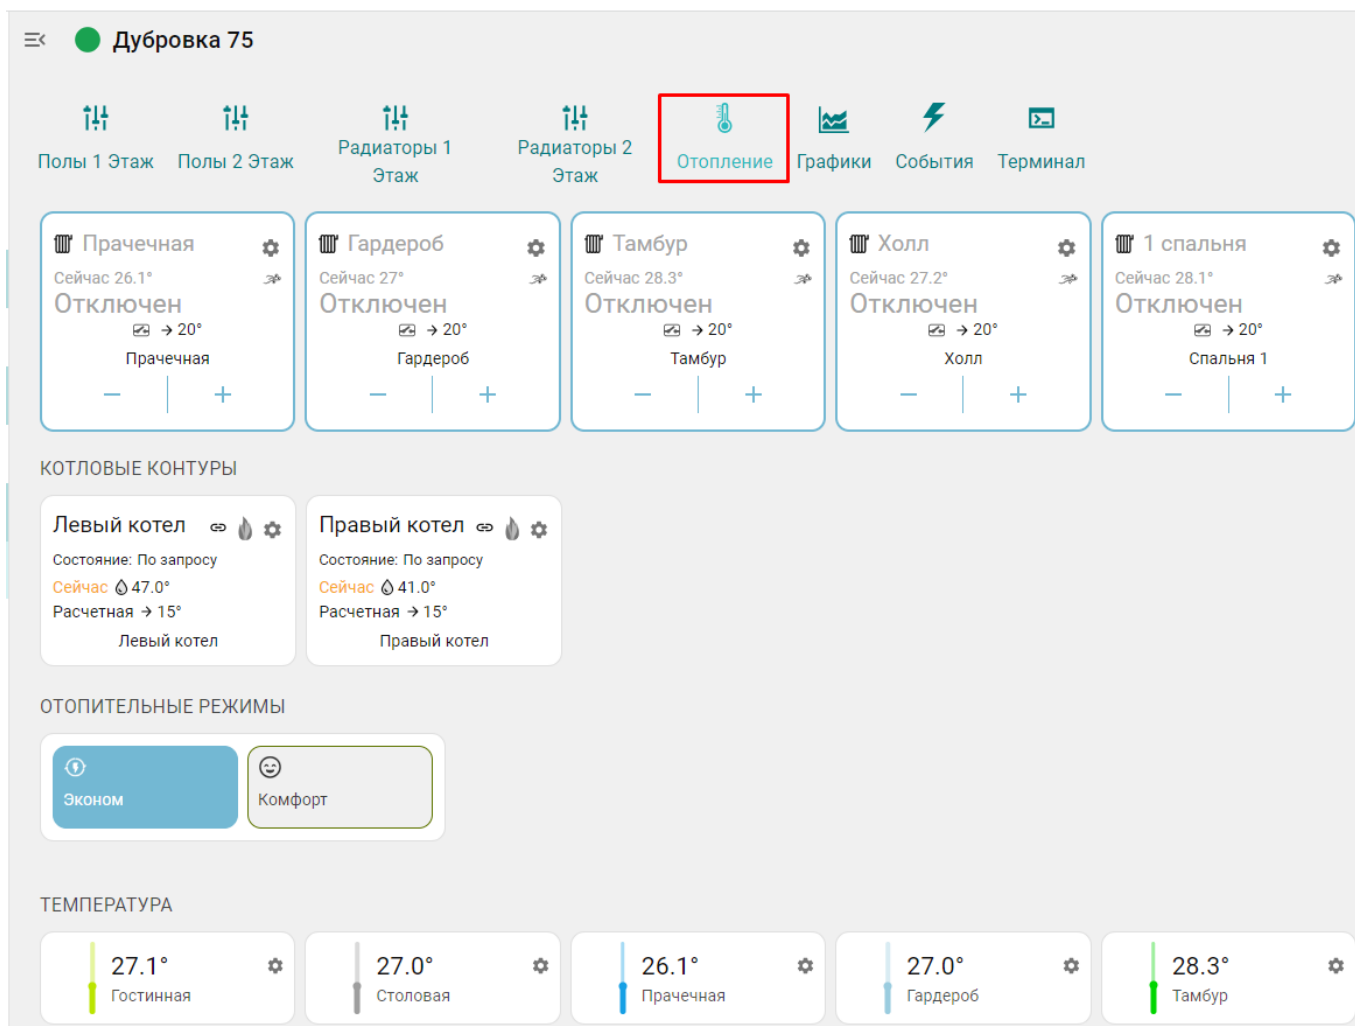 Дубровка 75
Полы 1 Этаж
Полы 2 Этаж
Радиаторы 1
Этаж
Радиаторы 2
Этаж
Отопление
Графики
События
Терминал
Прачечная
Сейчас 26.1°
Отключен
→ 20°
Прачечная
− +
Гардероб
Сейчас 27°
Отключен
→ 20°
Гардероб
− +
Тамбур
Сейчас 28.3°
Отключен
→ 20°
Тамбур
− +
Холл
Сейчас 27.2°
Отключен
→ 20°
Холл
− +
1 спальня
Сейчас 28.1°
Отключен
→ 20°
Спальня 1
− +
КОТЛОВЫЕ КОНТУРЫ
Левый котел
Состояние: По запросу
Сейчас 47.0°
Расчетная → 15°
Левый котел
Правый котел
Состояние: По запросу
Сейчас 41.0°
Расчетная → 15°
Правый котел
ОТОПИТЕЛЬНЫЕ РЕЖИМЫ
Эконом
Комфорт
ТЕМПЕРАТУРА
27.1°
Гостинная
27.0°
Столовая
26.1°
Прачечная
27.0°
Гардероб
28.3°
Тамбур